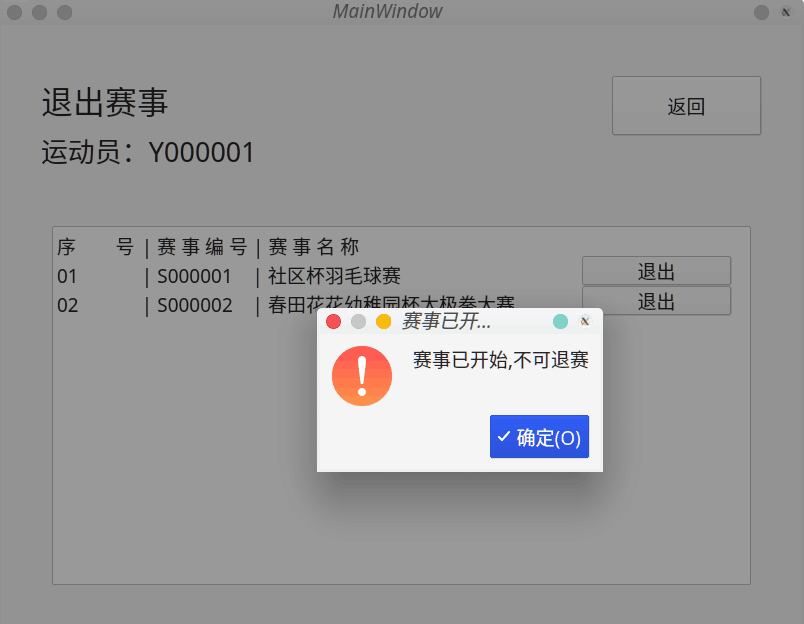 MainWindow
退出赛事
返回
运动员：Y000001
序 号 | 赛 事 编 号 | 赛 事 名 称
01 | S000001 | 社区杯羽毛球赛
退出
02 | S000002 | 春田花花幼稚园杯太极拳大赛
退出
赛事已开...
赛事已开始,不可退赛
确定(O)